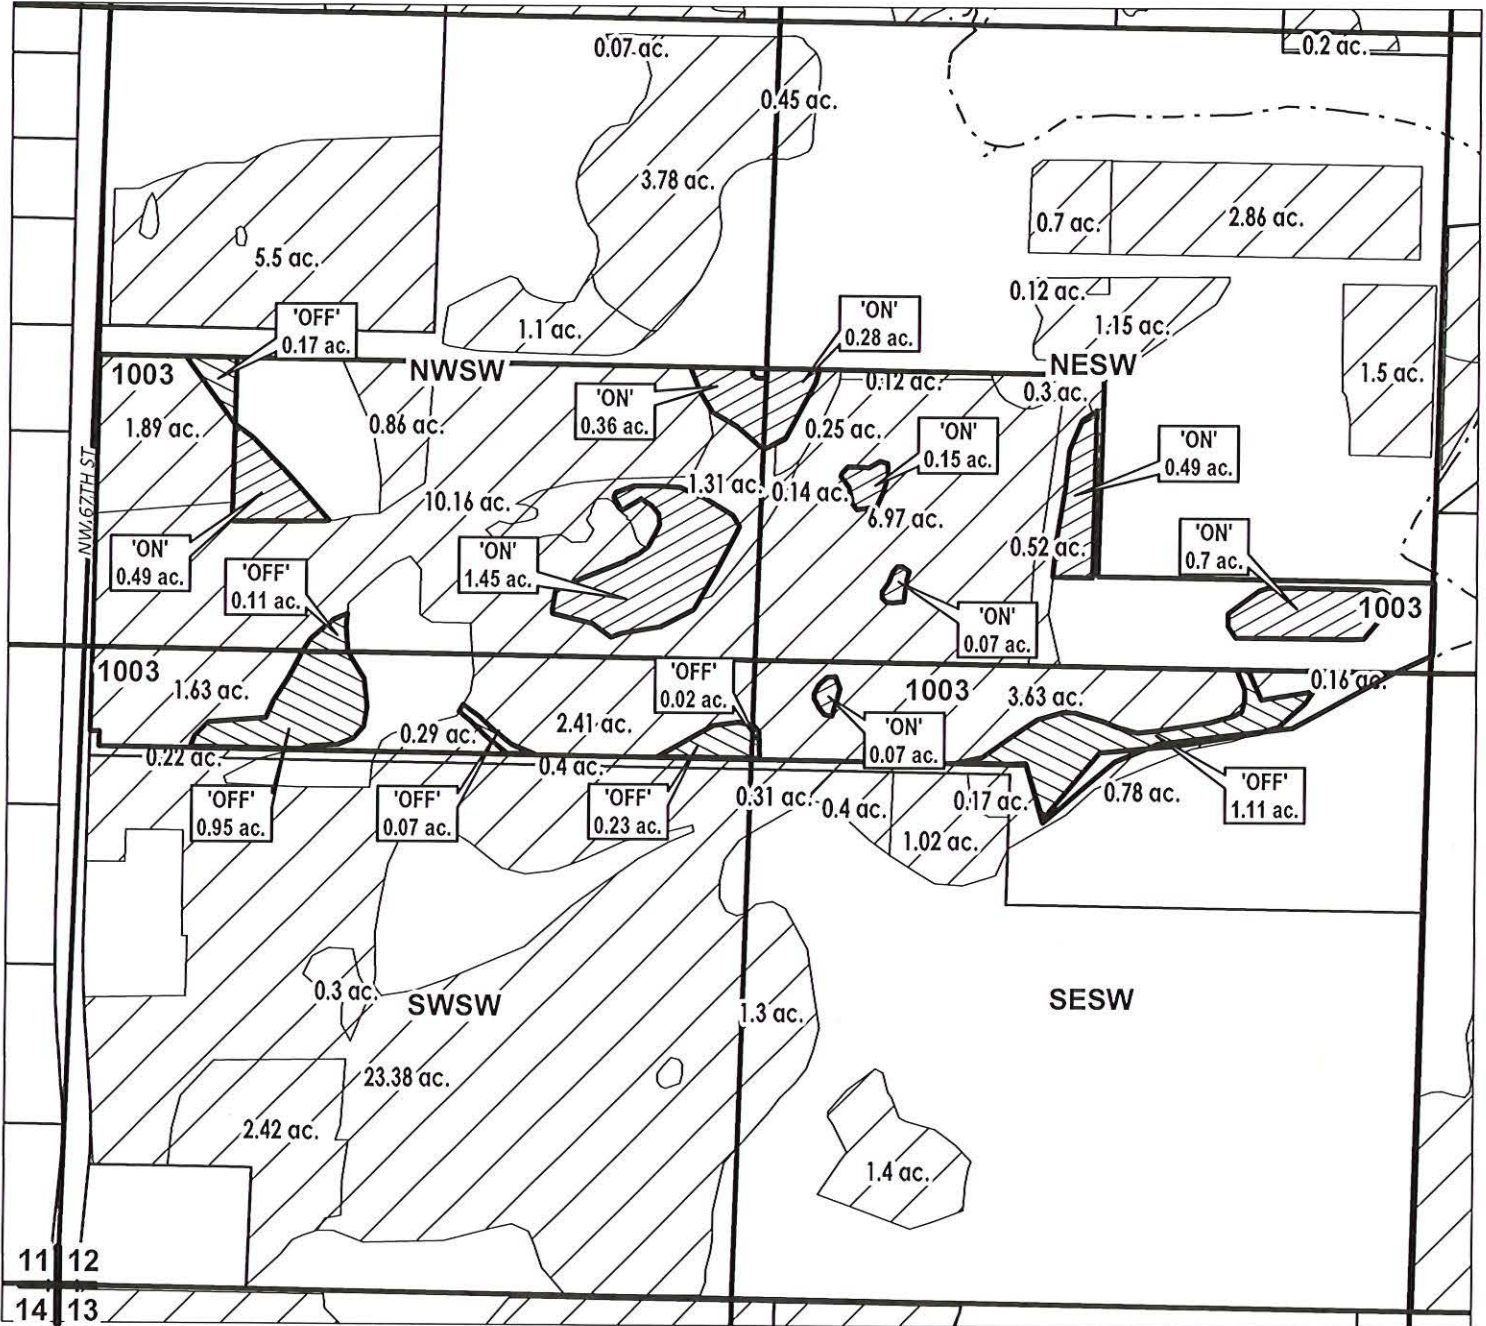 0.07 ac.
0.2 ac.
0.45 ac.
3.78 ac.
0.7 ac.
2.86 ac.
5.5 ac.
0.12 ac.
'OFF'
0.17 ac.
1.1 ac.
'ON'
0.28 ac.
1.15 ac.
1003
NWSW
NESW
1.5 ac.
0.12 ac.
0.3 ac.
'ON'
0.36 ac.
1.89 ac.
0.86 ac.
0.25 ac.
'ON'
0.15 ac.
'ON'
0.49 ac.
NW 67TH ST
10.16 ac.
1.31 ac.
0.14 ac.
6.97 ac.
'ON'
0.49 ac.
'ON'
1.45 ac.
0.52 ac.
'ON'
0.7 ac.
'OFF'
0.11 ac.
'ON'
0.07 ac.
1003
1003
1.63 ac.
'OFF'
0.02 ac.
1003
3.63 ac.
0.16 ac.
0.29 ac.
2.41 ac.
'ON'
0.07 ac.
0.22 ac.
0.4 ac.
'OFF'
0.95 ac.
'OFF'
0.07 ac.
'OFF'
0.23 ac.
0.31 ac.
0.4 ac.
0.17 ac.
0.78 ac.
'OFF'
1.11 ac.
1.02 ac.
0.3 ac.
SWSW
1.3 ac.
SESW
23.38 ac.
2.42 ac.
1.4 ac.
11 12
14 13